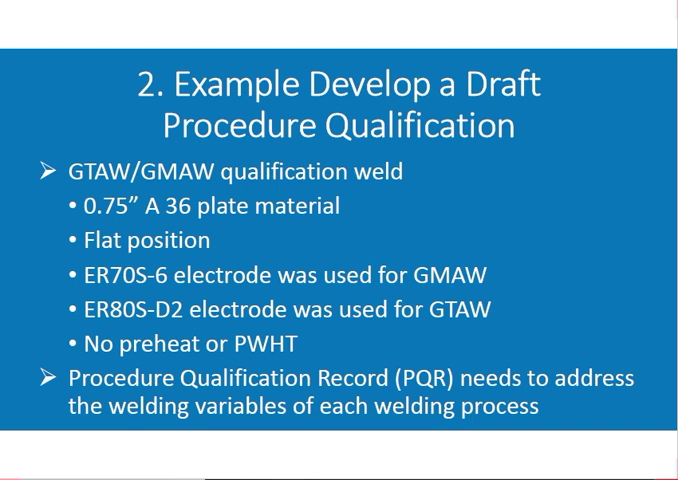 2. Example Develop a Draft
Procedure Qualification
➢ GTAW/GMAW qualification weld
• 0.75” A 36 plate material
• Flat position
• ER70S-6 electrode was used for GMAW
• ER80S-D2 electrode was used for GTAW
• No preheat or PWHT
➢ Procedure Qualification Record (PQR) needs to address
the welding variables of each welding process